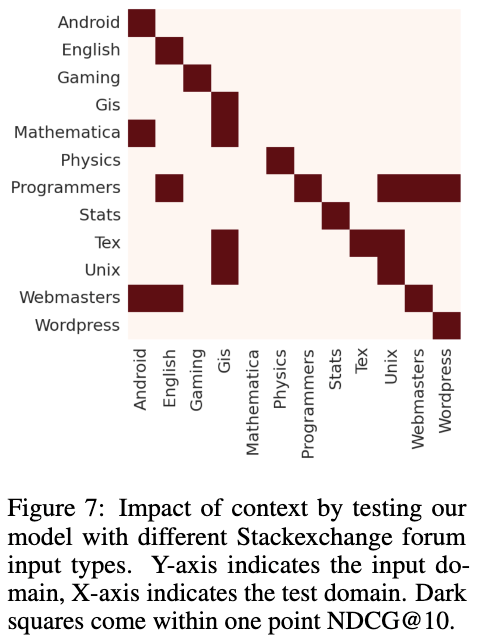 Android
English
Gaming
Gis
Mathematica
Physics
Programmers
Stats
Tex
Unix
Webmasters
Wordpress
Android
English
Gaming
Gis
Mathematica
Physics
Programmers
Stats
Tex
Unix
Webmasters
Wordpress
Figure 7: Impact of context by testing our
model with different Stackexchange forum
input types. Y-axis indicates the input do-
main, X-axis indicates the test domain. Dark
squares come within one point NDCG@10.